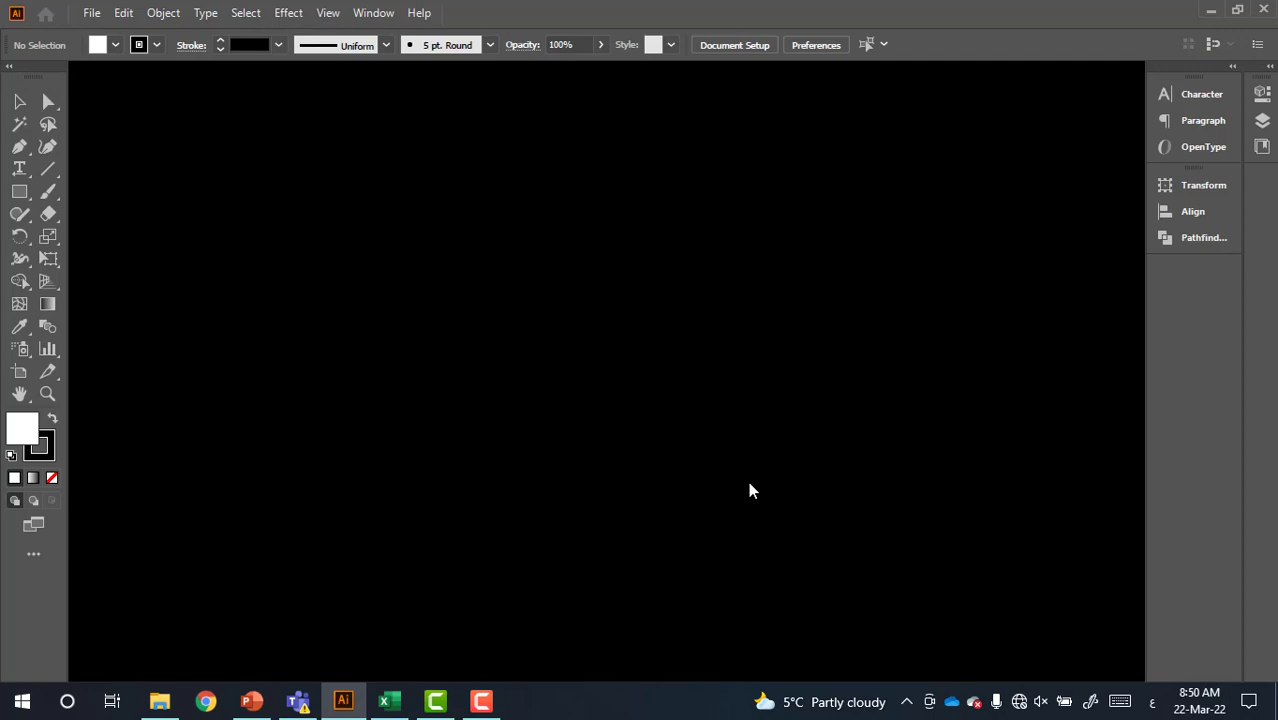 Ai File Edit Object Type Select Effect View Window Help
No Selection Stroke: Uniform 5 pt. Round Opacity: 100% Style: Document Setup Preferences
Character
Paragraph
OpenType
Transform
Align
Pathfind...
Ai 5°C Partly cloudy ع 8:50 AM
22-Mar-22